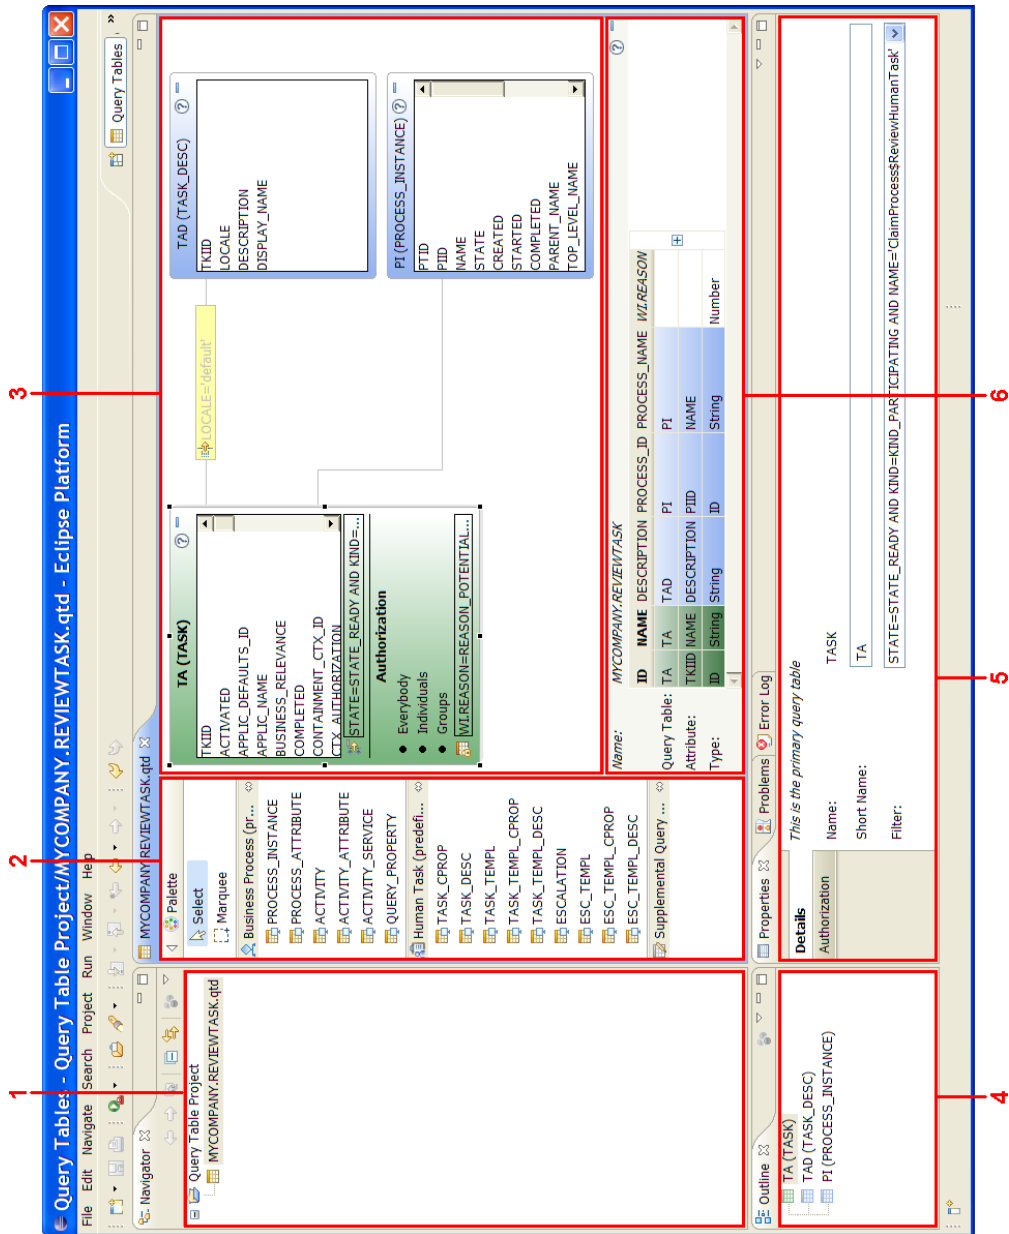 Query Tables - Query Table Project/MYCOMPANY.REVIEWTASK.qtd - Eclipse Platform
File Edit Navigate Search Project Run Window Help
Query Tables
1
2
3
Navigator
Query Table Project
MYCOMPANY.REVIEWTASK.qtd
MYCOMPANY.REVIEWTASK.qtd
Palette
Select
Marquee
Business Process (pr...
PROCESS_INSTANCE
PROCESS_ATTRIBUTE
ACTIVITY
ACTIVITY_ATTRIBUTE
ACTIVITY_SERVICE
QUERY_PROPERTY
Human Task (predefi...
TASK_CPROP
TASK_DESC
TASK_TEMPL
TASK_TEMPL_CPROP
TASK_TEMPL_DESC
ESCALATION
ESC_TEMPL
ESC_TEMPL_CPROP
ESC_TEMPL_DESC
Supplemental Query ...
TA (TASK)
TKIID
ACTIVATED
APPLIC_DEFAULTS_ID
APPLIC_NAME
BUSINESS_RELEVANCE
COMPLETED
CONTAINMENT_CTX_ID
CTX_AUTHORIZATION
STATE=STATE_READY AND KIND=...
Authorization
Everybody
Individuals
Groups
WI.REASON=REASON_POTENTIAL...
LOCALE='default'
TAD (TASK_DESC)
TKIID
LOCALE
DESCRIPTION
DISPLAY_NAME
PI (PROCESS_INSTANCE)
PTID
PIID
NAME
STATE
CREATED
STARTED
COMPLETED
PARENT_NAME
TOP_LEVEL_NAME
Name: MYCOMPANY.REVIEWTASK
ID NAME DESCRIPTION PROCESS_ID PROCESS_NAME WI.REASON
Query Table: TA TA TAD PI PI
Attribute: TKIID NAME DESCRIPTION PIID NAME
Type: ID String String ID String Number
Outline
TA (TASK)
TAD (TASK_DESC)
PI (PROCESS_INSTANCE)
Properties Problems Error Log
Details
Authorization
This is the primary query table
Name: TASK
Short Name: TA
Filter: STATE=STATE_READY AND KIND=KIND_PARTICIPATING AND NAME='ClaimProcess$ReviewHumanTask'
4
5
6